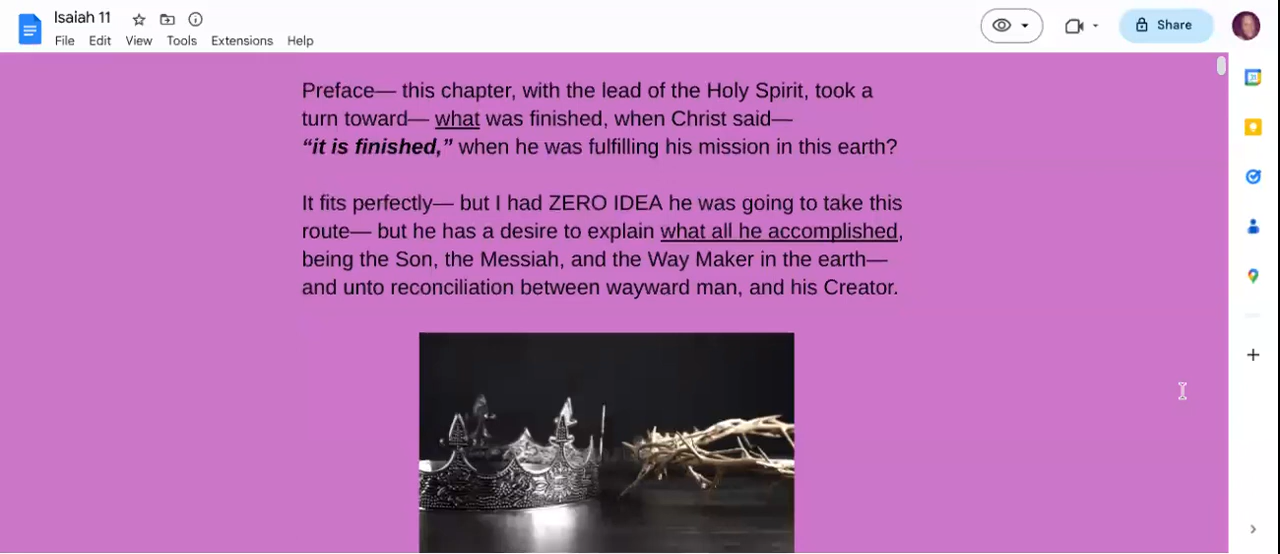 Isaiah 11
File Edit View Tools Extensions Help
Share
Preface— this chapter, with the lead of the Holy Spirit, took a
turn toward— what was finished, when Christ said—
“it is finished,” when he was fulfilling his mission in this earth?
It fits perfectly— but I had ZERO IDEA he was going to take this
route— but he has a desire to explain what all he accomplished,
being the Son, the Messiah, and the Way Maker in the earth—
and unto reconciliation between wayward man, and his Creator.